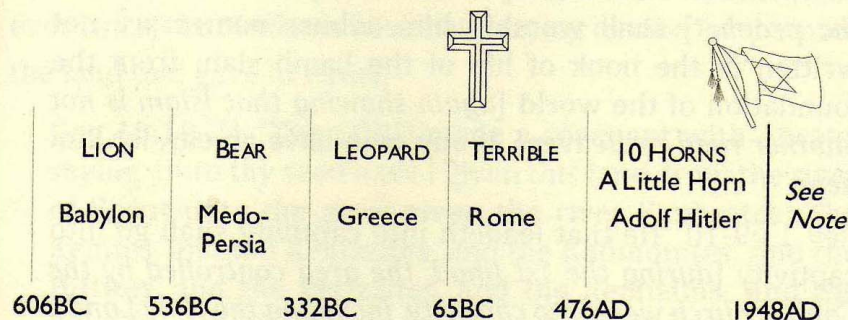 LION BEAR LEOPARD TERRIBLE 10 HORNS
A Little Horn
See
Babylon Medo- Greece Rome Adolf Hitler Note
Persia
606BC 536BC 332BC 65BC 476AD 1948AD